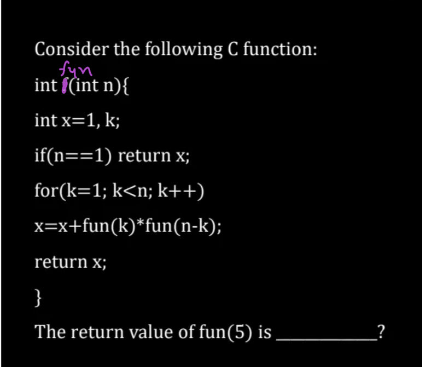 Consider the following C function:
fun
int f(int n){
int x=1, k;
if(n==1) return x;
for(k=1; k<n; k++)
x=x+fun(k)*fun(n-k);
return x;
}
The return value of fun(5) is ____________?